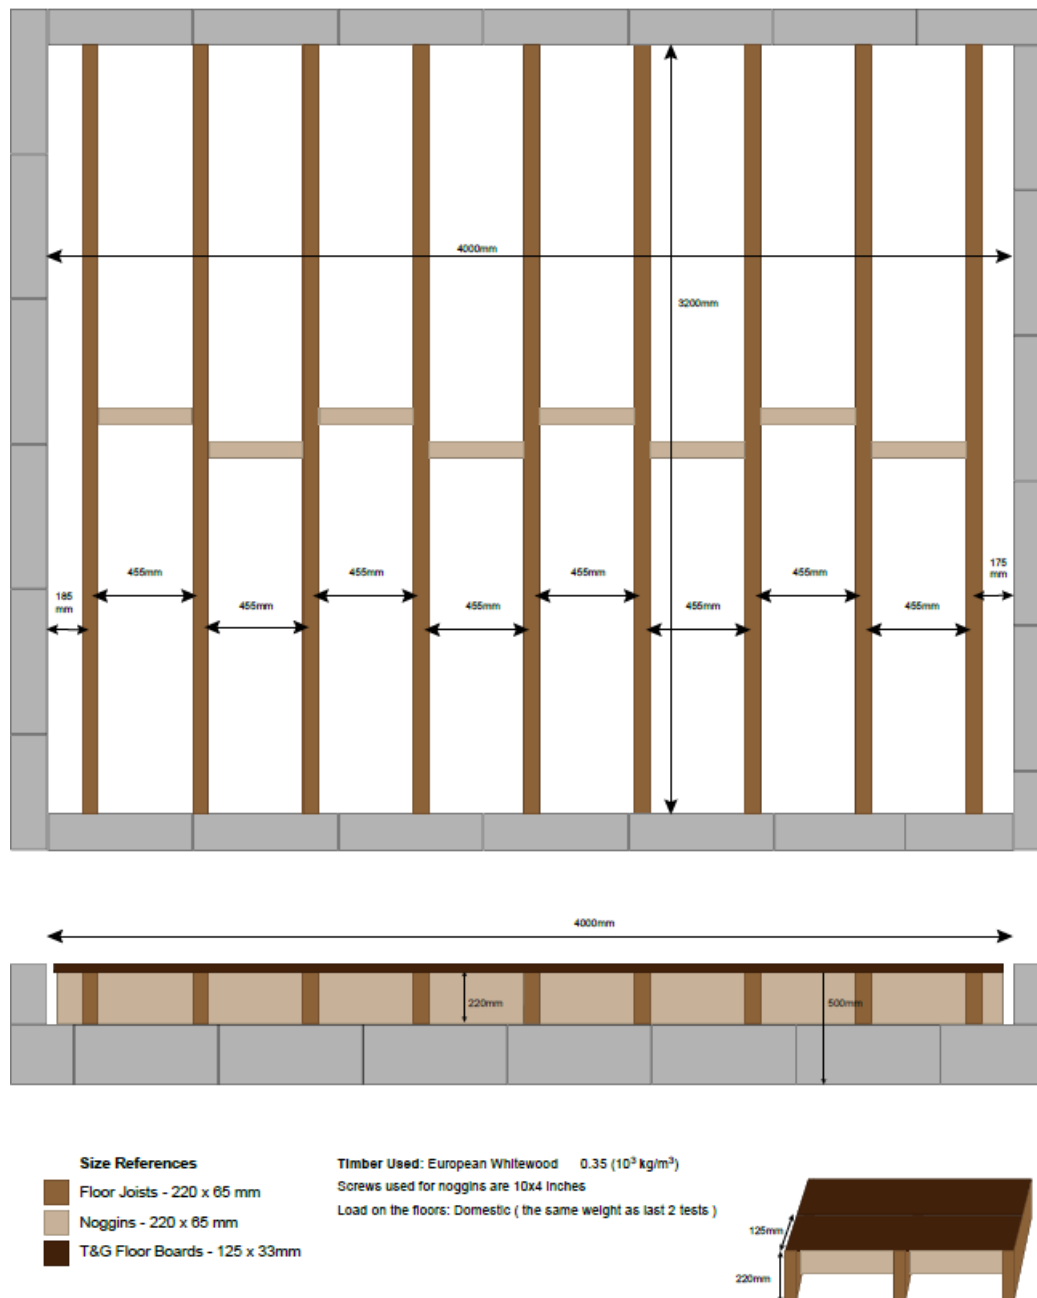 4000mm
3200mm
455mm
455mm
455mm
455mm
175
mm
185
mm
455mm
455mm
455mm
455mm
4000mm
220mm
500mm
Size References
Floor Joists - 220 x 65 mm
Noggins - 220 x 65 mm
T&G Floor Boards - 125 x 33mm
Timber Used: European Whitewood 0.35 (10³ kg/m³)
Screws used for noggins are 10x4 Inches
Load on the floors: Domestic ( the same weight as last 2 tests )
125mm
220mm